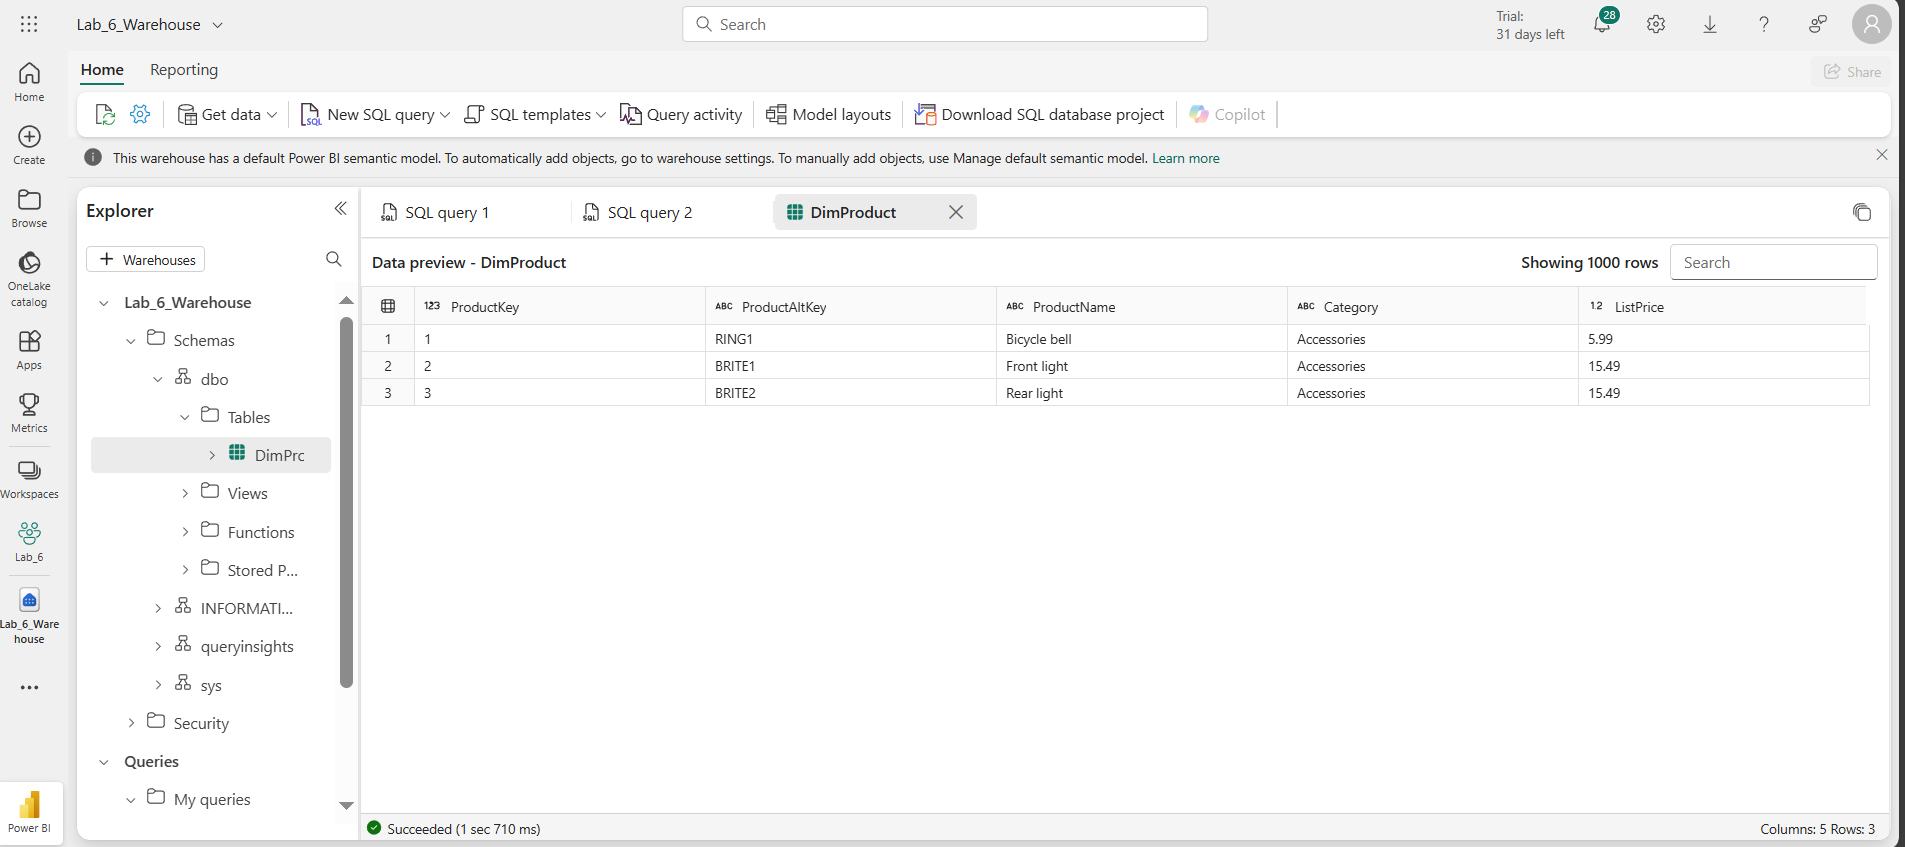 Lab_6_Warehouse
Search
Trial:
31 days left
28
Home
Reporting
Share
Get data
New SQL query
SQL templates
Query activity
Model layouts
Download SQL database project
Copilot
This warehouse has a default Power BI semantic model. To automatically add objects, go to warehouse settings. To manually add objects, use Manage default semantic model. Learn more
Home
Create
Browse
OneLake
catalog
Apps
Metrics
Workspaces
Lab_6
Lab_6_Ware
house
Power BI
Explorer
Warehouses
Lab_6_Warehouse
Schemas
dbo
Tables
DimPrc
Views
Functions
Stored P...
INFORMATI...
queryinsights
sys
Security
Queries
My queries
SQL query 1
SQL query 2
DimProduct
Data preview - DimProduct
Showing 1000 rows
Search
123 ProductKey ABC ProductAltKey ABC ProductName ABC Category 1.2 ListPrice
1 1 RING1 Bicycle bell Accessories 5.99
2 2 BRITE1 Front light Accessories 15.49
3 3 BRITE2 Rear light Accessories 15.49
Succeeded (1 sec 710 ms)
Columns: 5 Rows: 3